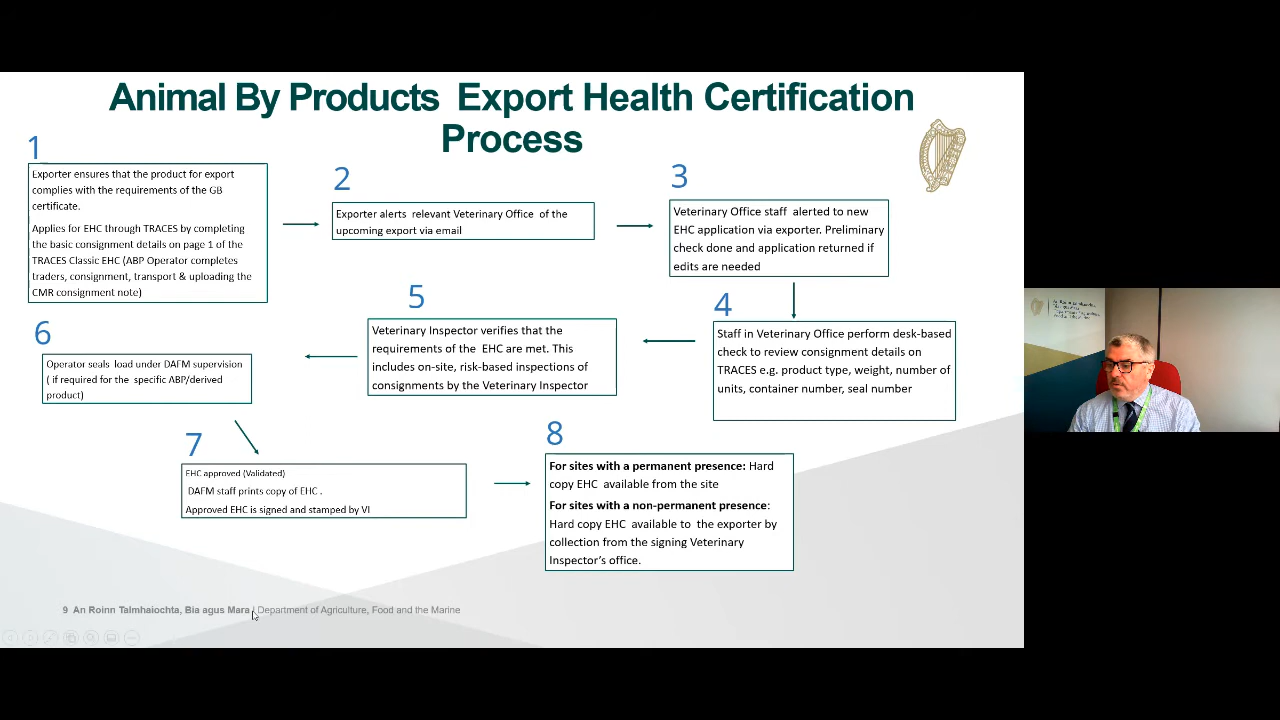 Animal By Products Export Health Certification
Process
1
Exporter ensures that the product for export
complies with the requirements of the GB
certificate.
Applies for EHC through TRACES by completing
the basic consignment details on page 1 of the
TRACES Classic EHC (ABP Operator completes
traders, consignment, transport & uploading the
CMR consignment note)
2
Exporter alerts relevant Veterinary Office of the
upcoming export via email
3
Veterinary Office staff alerted to new
EHC application via exporter. Preliminary
check done and application returned if
edits are needed
4
Staff in Veterinary Office perform desk-based
check to review consignment details on
TRACES e.g. product type, weight, number of
units, container number, seal number
5
Veterinary Inspector verifies that the
requirements of the EHC are met. This
includes on-site, risk-based inspections of
consignments by the Veterinary Inspector
6
Operator seals load under DAFM supervision
( if required for the specific ABP/derived
product)
7
EHC approved (Validated)
DAFM staff prints copy of EHC .
Approved EHC is signed and stamped by VI
8
For sites with a permanent presence: Hard
copy EHC available from the site
For sites with a non-permanent presence:
Hard copy EHC available to the exporter by
collection from the signing Veterinary
Inspector's office.
9 An Roinn Talmhaíochta, Bia agus Mara | Department of Agriculture, Food and the Marine